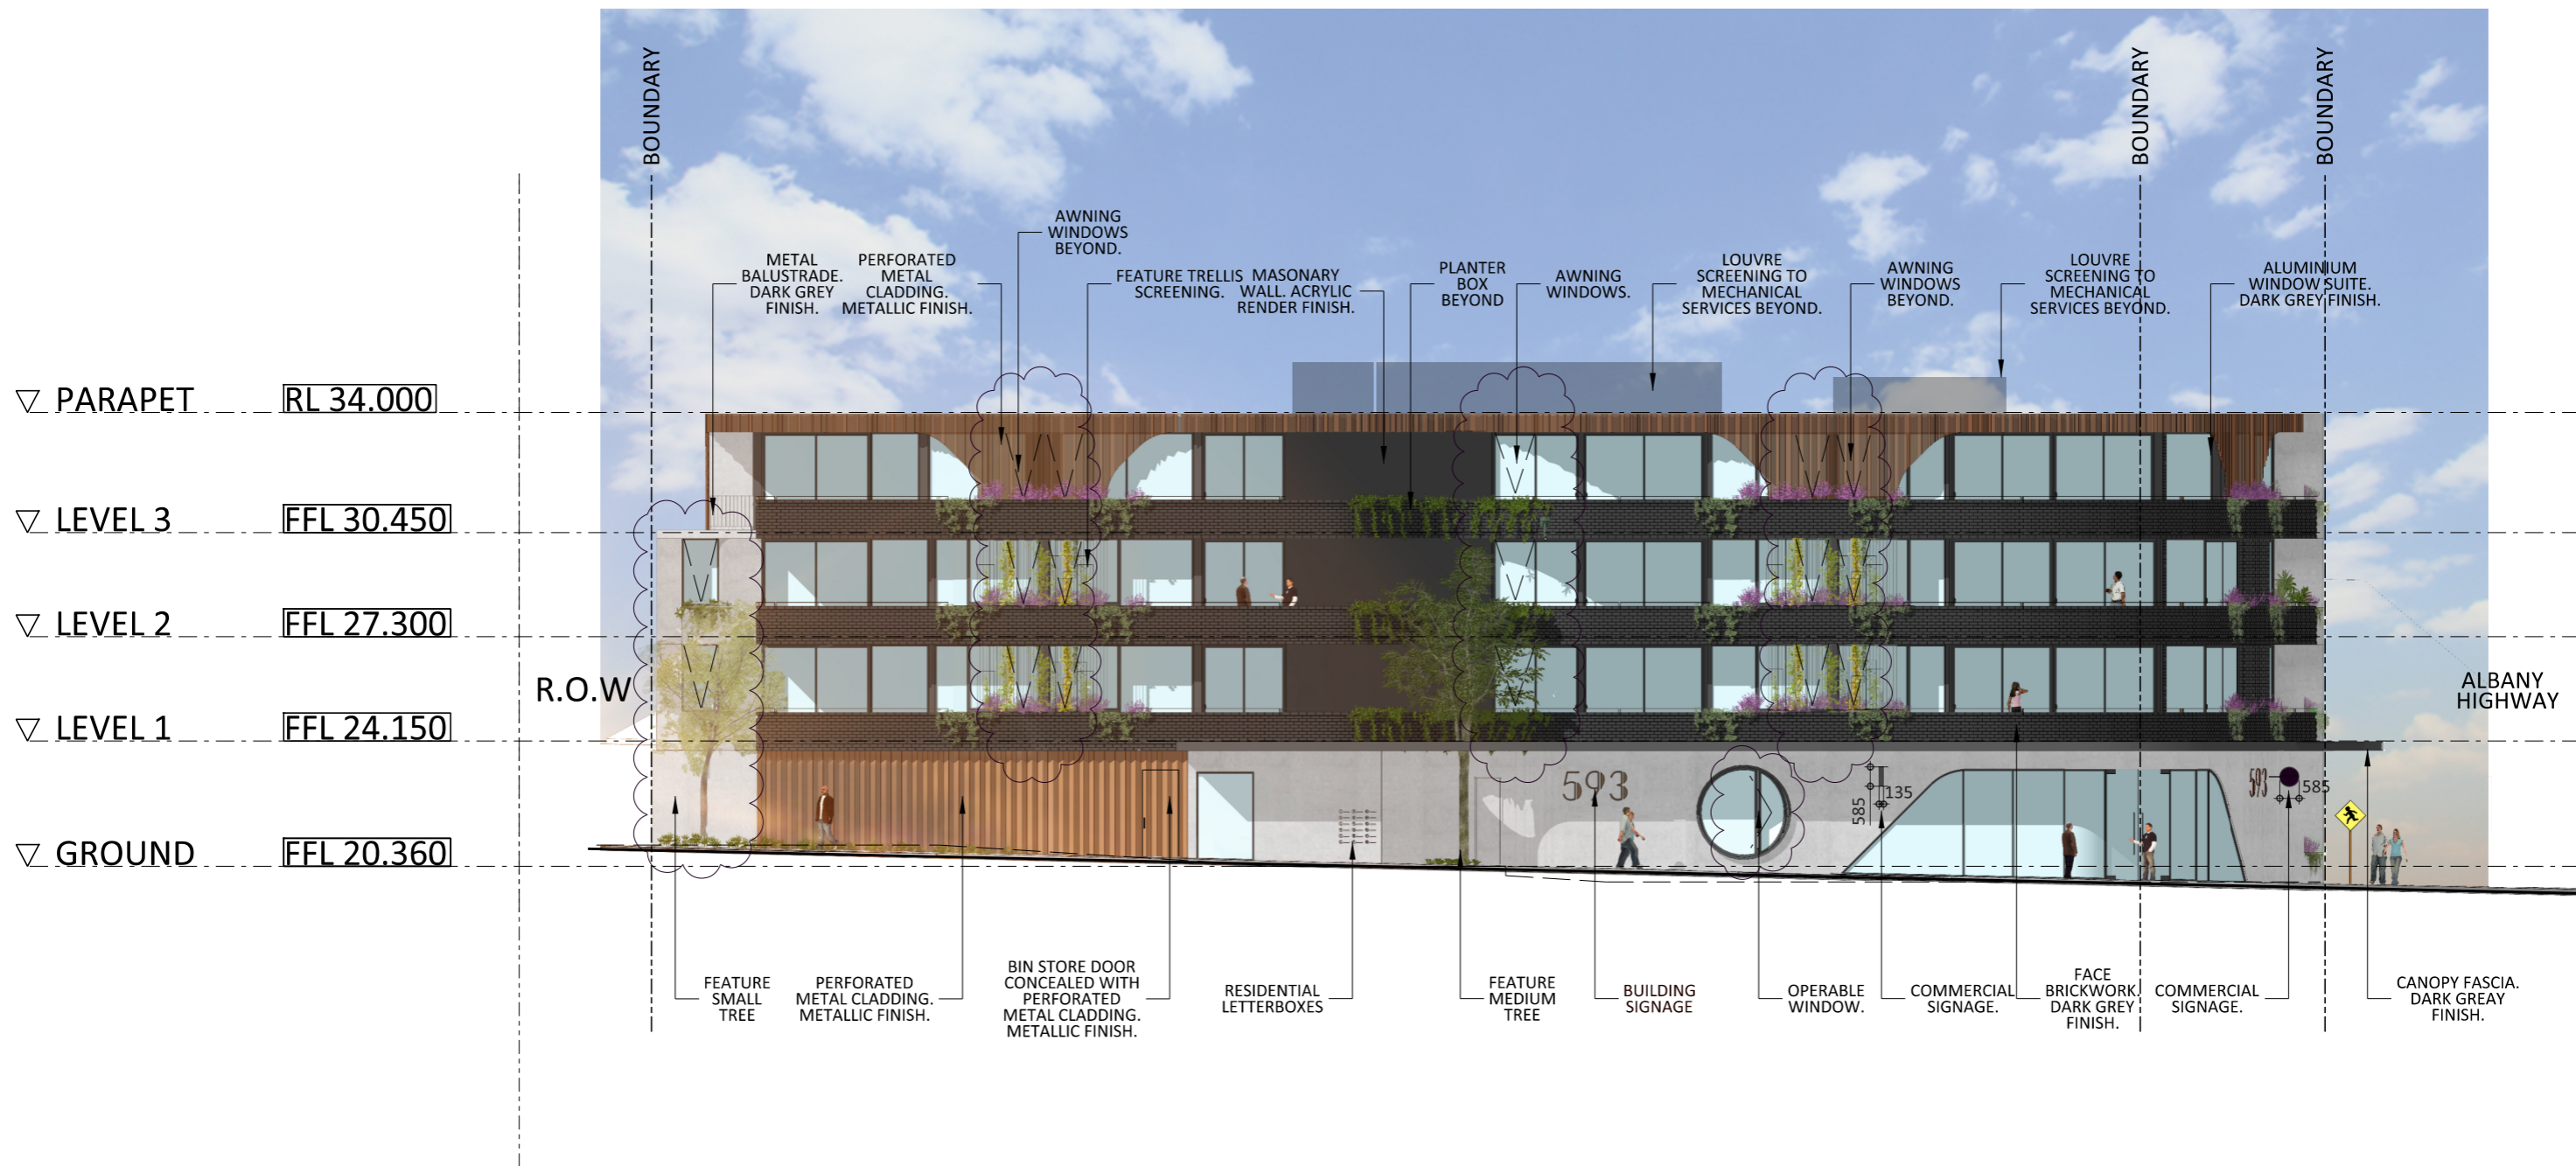 BOUNDARY
BOUNDARY
BOUNDARY
AWNING
WINDOWS
BEYOND.
METAL
BALUSTRADE.
DARK GREY
FINISH.
PERFORATED
METAL
CLADDING.
METALLIC FINISH.
FEATURE TRELLIS
SCREENING.
MASONARY
WALL. ACRYLIC
RENDER FINISH.
PLANTER
BOX
BEYOND
AWNING
WINDOWS.
LOUVRE
SCREENING TO
MECHANICAL
SERVICES BEYOND.
AWNING
WINDOWS
BEYOND.
LOUVRE
SCREENING TO
MECHANICAL
SERVICES BEYOND.
ALUMINIUM
WINDOW SUITE.
DARK GREY FINISH.
PARAPET RL 34.000
LEVEL 3 FFL 30.450
LEVEL 2 FFL 27.300
R.O.W
ALBANY
HIGHWAY
LEVEL 1 FFL 24.150
593
585
135
593
585
GROUND FFL 20.360
FEATURE
SMALL
TREE
PERFORATED
METAL CLADDING.
METALLIC FINISH.
BIN STORE DOOR
CONCEALED WITH
PERFORATED
METAL CLADDING.
METALLIC FINISH.
RESIDENTIAL
LETTERBOXES
FEATURE
MEDIUM
TREE
BUILDING
SIGNAGE
OPERABLE
WINDOW.
COMMERCIAL
SIGNAGE.
FACE
BRICKWORK.
DARK GREY
FINISH.
COMMERCIAL
SIGNAGE.
CANOPY FASCIA.
DARK GREAY
FINISH.